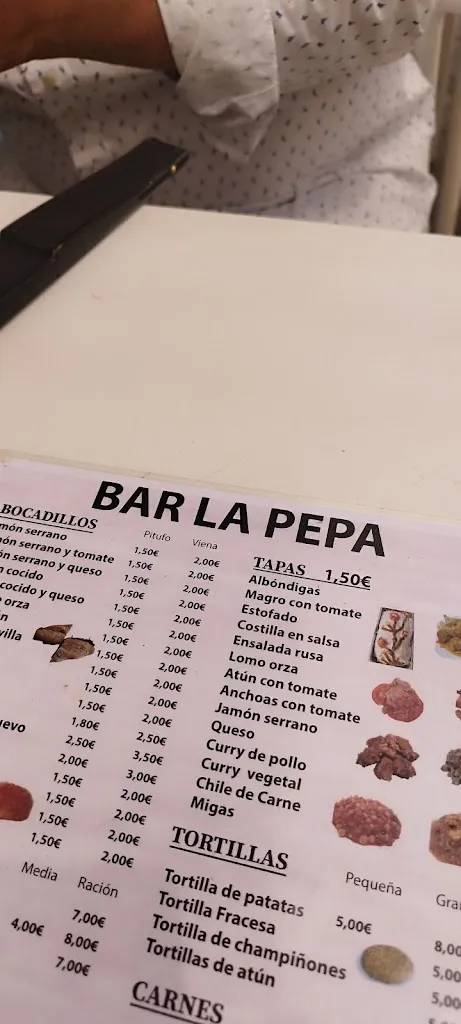 BAR LA PEPA
BOCADILLOS
Pitufo Viena
món serrano 1,50€ 2,00€
ón serrano y tomate 1,50€ 2,00€
ón serrano y queso 1,50€ 2,00€
cocido 1,50€ 2,00€
cocido y queso 1,50€ 2,00€
orza 1,50€ 2,00€
1,50€ 2,00€
villa 1,50€ 2,00€
1,50€ 2,00€
1,50€ 2,00€
1,50€ 2,00€
1,80€ 2,50€
uevo 2,50€ 3,50€
2,00€ 3,00€
1,50€ 2,00€
1,50€ 2,00€
1,50€ 2,00€
1,50€ 2,00€
Media Ración
7,00€
4,00€ 8,00€
7,00€
TAPAS 1,50€
Albóndigas
Magro con tomate
Estofado
Costilla en salsa
Ensalada rusa
Lomo orza
Atún con tomate
Anchoas con tomate
Jamón serrano
Queso
Curry de pollo
Curry vegetal
Chile de Carne
Migas
TORTILLAS
Pequeña Gra
Tortilla de patatas 5,00€ 8,00
Tortilla Fracesa 5,00
Tortilla de champiñones 5,00
Tortillas de atún
CARNES